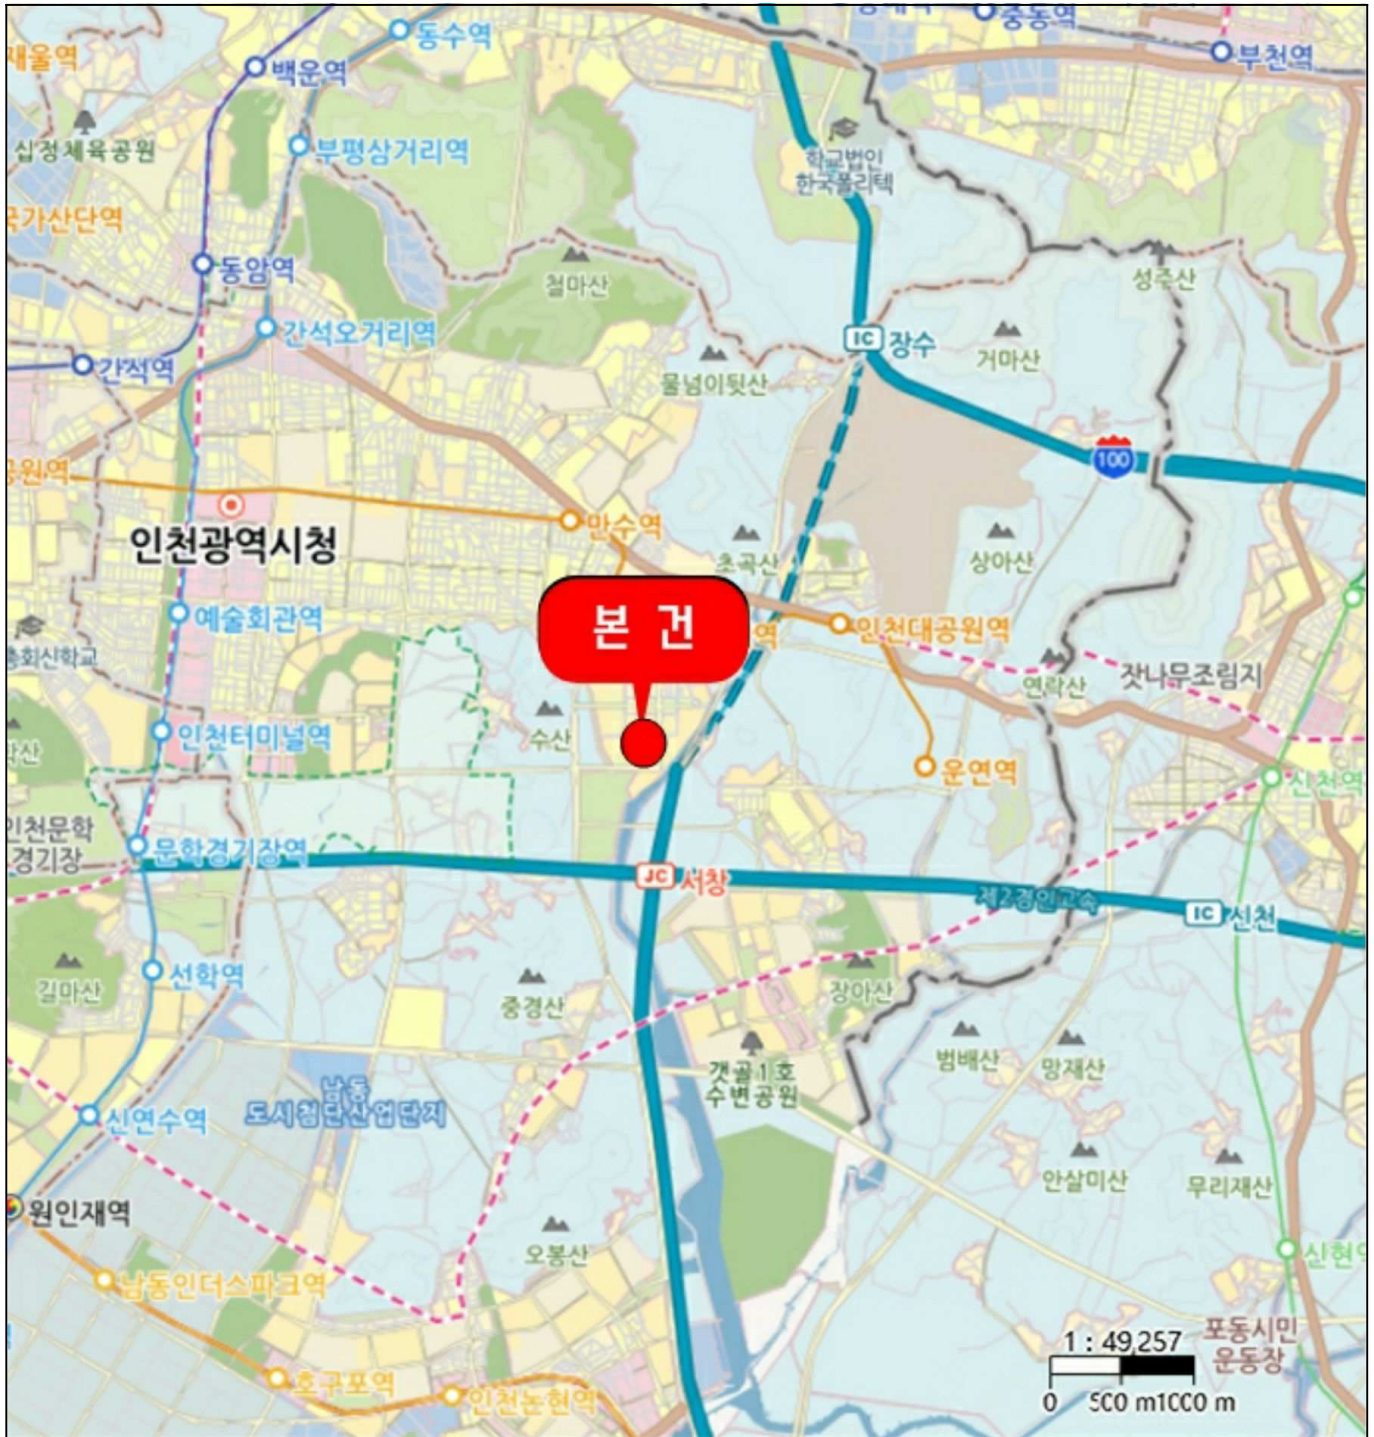 중동역
동수역
부천역
재울역
백운역
십정체육공원
부평삼거리역
학교법인
한국폴리텍
국가산단역
동암역
철마산
성주산
간석오거리역
IC 장수
거마산
간석역
물넘이뒷산
100
인천광역시청
만수역
초곡산
상아산
예술회관역
본 건
역
인천대공원역
총회신학교
연락산
잣나무조림지
인천터미널역
수산
운연역
신천역
인천문학
경기장
문학경기장역
JC 서창
제2경인고속
IC 신천
길마산
선학역
중경산
장아산
범배산
망재산
갯골1호
수변공원
남동
도시첨단산업단지
신연수역
안살미산
무리재산
원인재역
오봉산
신현역
남동인더스파크역
1 : 49,257
포동시민
운동장
호구포역
인천논현역
0 500 m1000 m